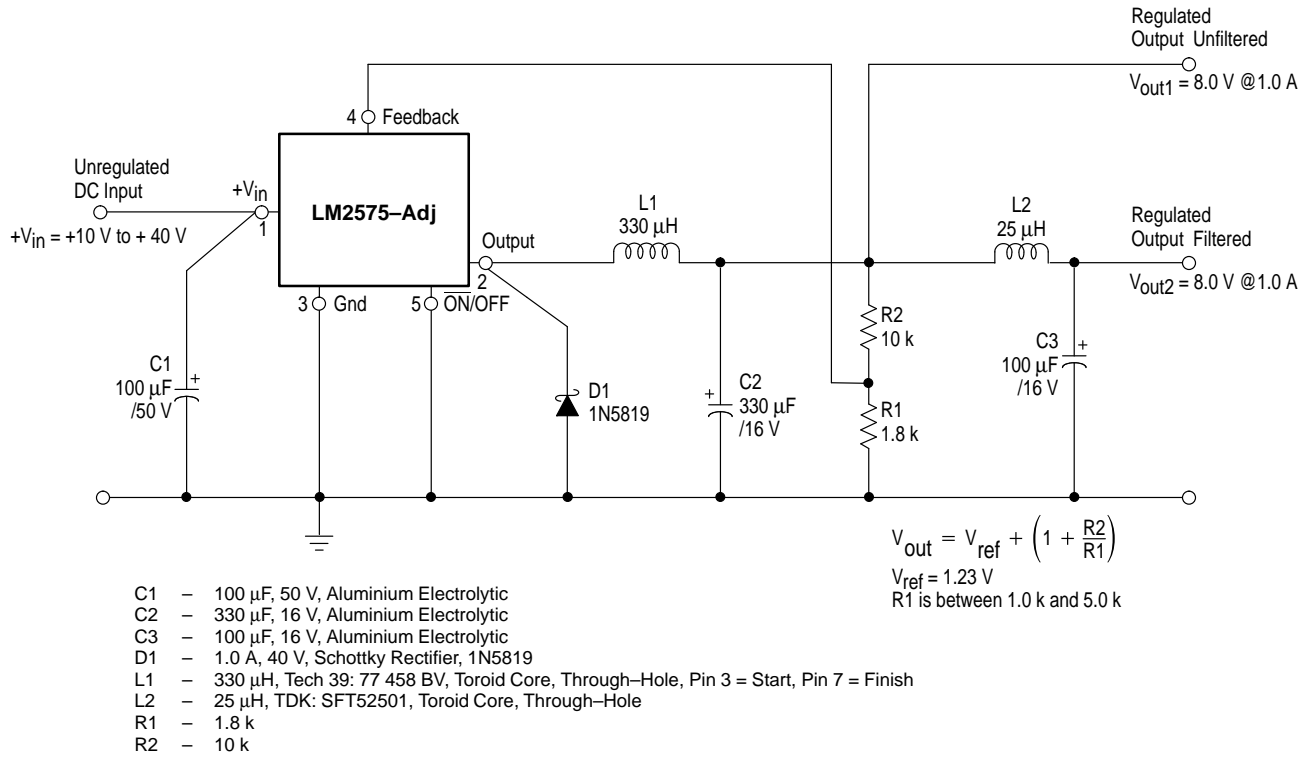 Regulated
Output Unfiltered
Vout1 = 8.0 V @1.0 A
4
Feedback
Unregulated
DC Input
+Vin
1
+Vin = +10 V to + 40 V
LM2575–Adj
Output
2
3
Gnd
5
ON/OFF
L1
330 μH
L2
25 μH
Regulated
Output Filtered
Vout2 = 8.0 V @1.0 A
C1
100 μF
/50 V
+
D1
1N5819
+
C2
330 μF
/16 V
R2
10 k
R1
1.8 k
C3
100 μF
/16 V
+
Vout = Vref + (1 + R2/R1)
Vref = 1.23 V
R1 is between 1.0 k and 5.0 k
C1 – 100 μF, 50 V, Aluminium Electrolytic
C2 – 330 μF, 16 V, Aluminium Electrolytic
C3 – 100 μF, 16 V, Aluminium Electrolytic
D1 – 1.0 A, 40 V, Schottky Rectifier, 1N5819
L1 – 330 μH, Tech 39: 77 458 BV, Toroid Core, Through–Hole, Pin 3 = Start, Pin 7 = Finish
L2 – 25 μH, TDK: SFT52501, Toroid Core, Through–Hole
R1 – 1.8 k
R2 – 10 k